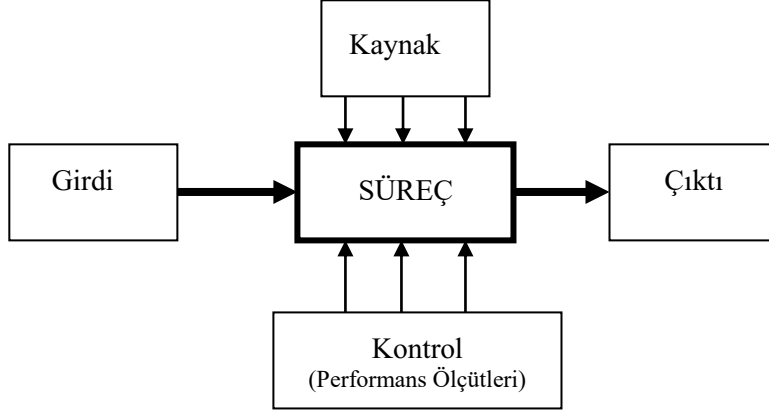 Kaynak
Girdi
SÜREÇ
Çıktı
Kontrol
(Performans Ölçütleri)